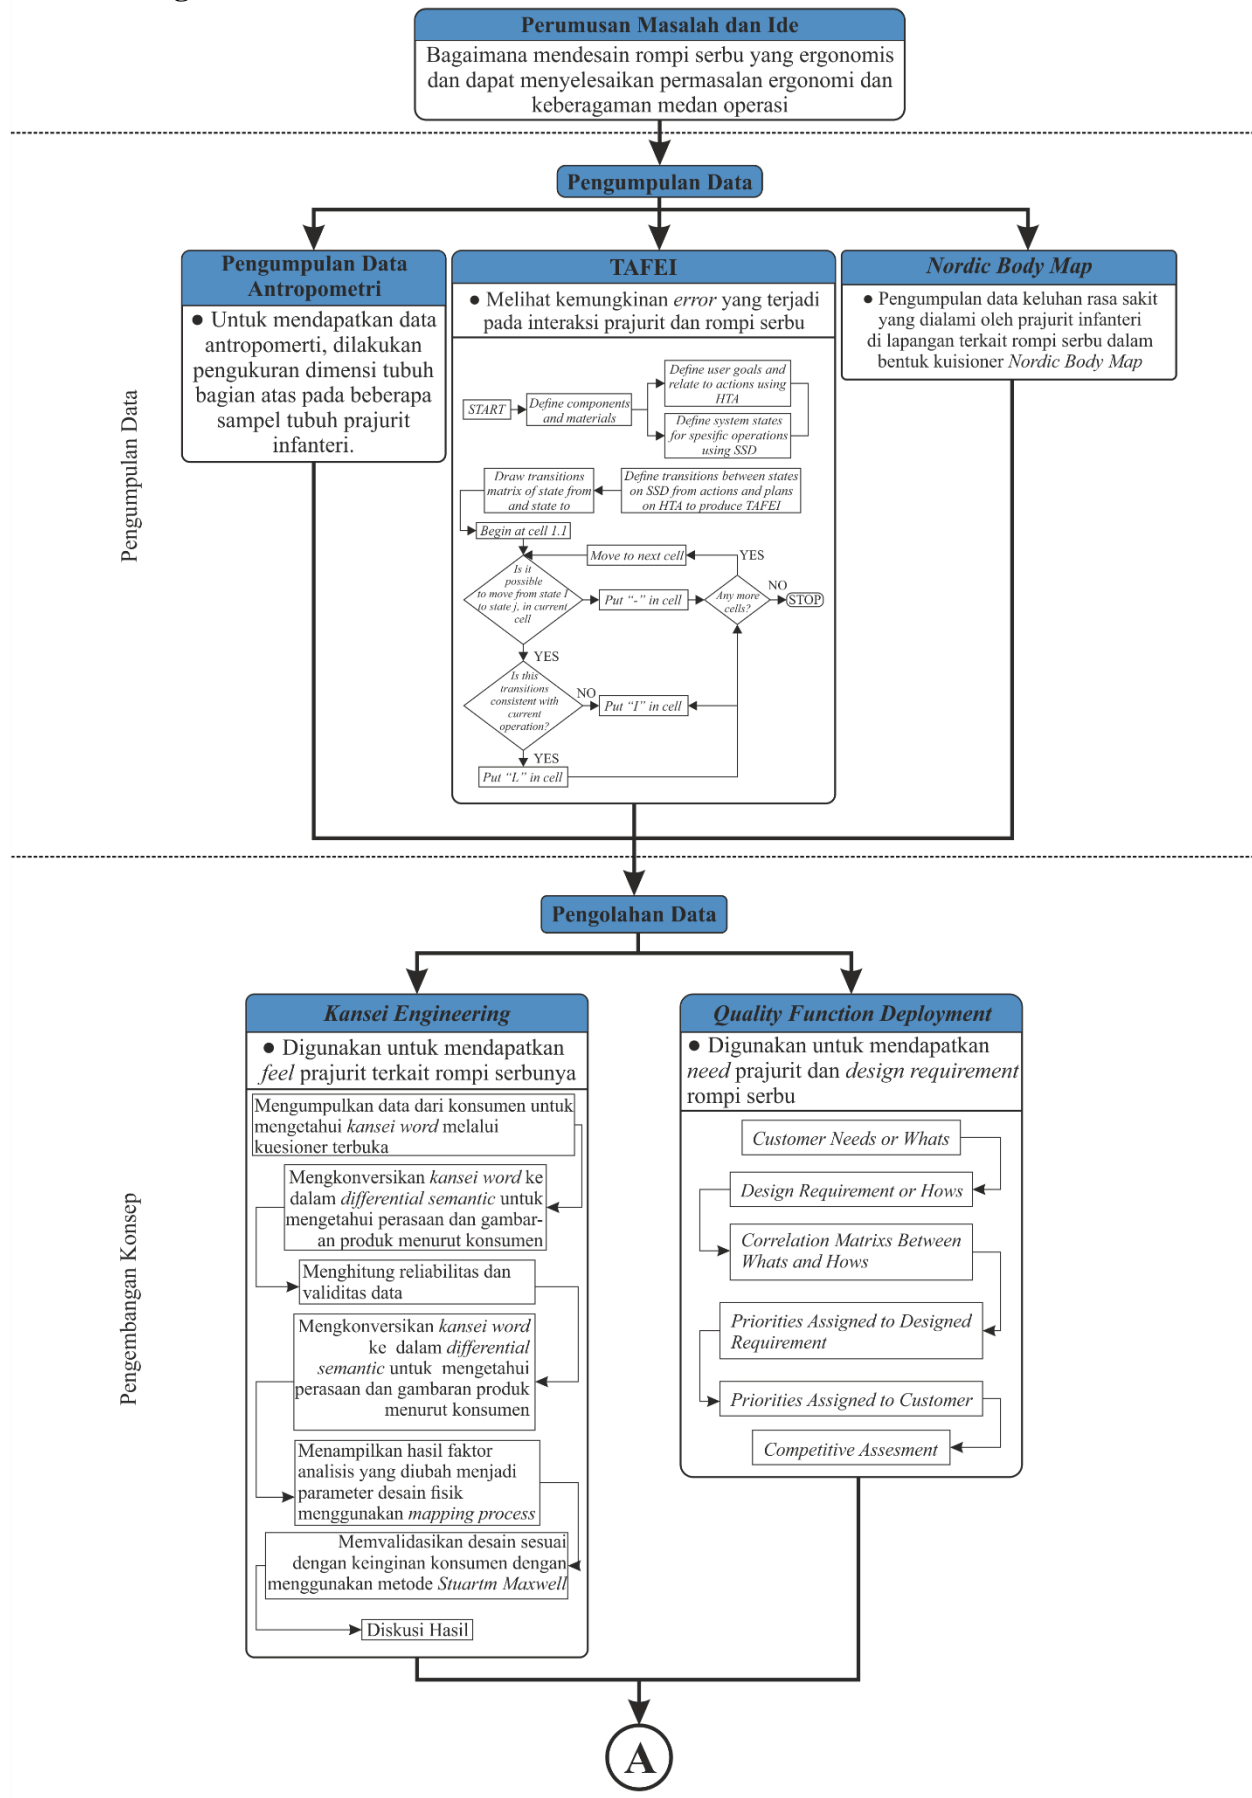 Perumusan Masalah dan Ide
Bagaimana mendesain rompi serbu yang ergonomis
dan dapat menyelesaikan permasalan ergonomi dan
keberagaman medan operasi
Pengumpulan Data
Pengumpulan Data
Pengumpulan Data
Antropometri
● Untuk mendapatkan data
antropomerti, dilakukan
pengukuran dimensi tubuh
bagian atas pada beberapa
sampel tubuh prajurit
infanteri.
TAFEI
● Melihat kemungkinan error yang terjadi
pada interaksi prajurit dan rompi serbu
START
Define components
and materials
Define user goals and
relate to actions using
HTA
Define system states
for spesific operations
using SSD
Draw transitions
matrix of state from
and state to
Define transitions between states
on SSD from actions and plans
on HTA to produce TAFEI
Begin at cell 1.1
Move to next cell
YES
Is it
possible
to move from state I
to state j, in current
cell
Put “-” in cell
Any more
cells?
NO
STOP
YES
Is this
transitions
consistent with
current
operation?
NO
Put “I” in cell
YES
Put “L” in cell
Nordic Body Map
● Pengumpulan data keluhan rasa sakit
yang dialami oleh prajurit infanteri
di lapangan terkait rompi serbu dalam
bentuk kuisioner Nordic Body Map
Pengolahan Data
Pengembangan Konsep
Kansei Engineering
● Digunakan untuk mendapatkan
feel prajurit terkait rompi serbunya
Mengumpulkan data dari konsumen untuk
mengetahui kansei word melalui
kuesioner terbuka
Mengkonversikan kansei word ke
dalam differential semantic untuk
mengetahui perasaan dan gambar-
an produk menurut konsumen
Menghitung reliabilitas dan
validitas data
Mengkonversikan kansei word
ke dalam differential
semantic untuk mengetahui
perasaan dan gambaran produk
menurut konsumen
Menampilkan hasil faktor
analisis yang diubah menjadi
parameter desain fisik
menggunakan mapping process
Memvalidasikan desain sesuai
dengan keinginan konsumen dengan
menggunakan metode Stuartm Maxwell
Diskusi Hasil
Quality Function Deployment
● Digunakan untuk mendapatkan
need prajurit dan design requirement
rompi serbu
Customer Needs or Whats
Design Requirement or Hows
Correlation Matrixs Between
Whats and Hows
Priorities Assigned to Designed
Requirement
Priorities Assigned to Customer
Competitive Assesment
A